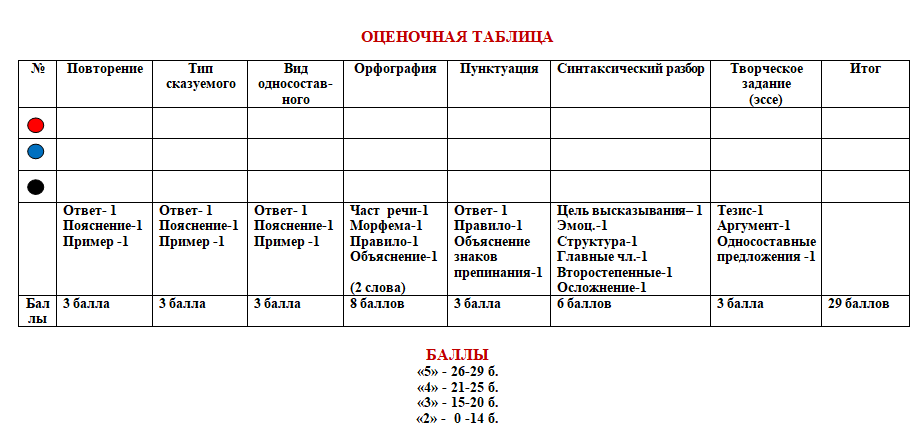 ОЦЕНОЧНАЯ ТАБЛИЦА
№
Повторение
Тип
сказуемого
Вид
односостав-
ного
Орфография
Пунктуация
Синтаксический разбор
Творческое
задание
(эссе)
Итог
Ответ- 1
Пояснение-1
Пример -1
Ответ- 1
Пояснение-1
Пример -1
Ответ- 1
Пояснение-1
Пример -1
Част речи-1
Морфема-1
Правило-1
Объяснение-1
(2 слова)
Ответ- 1
Правило-1
Объяснение
знаков
препинания-1
Цель высказывания– 1
Эмоц.-1
Структура-1
Главные чл.-1
Второстепенные-1
Осложнение-1
Тезис-1
Аргумент-1
Односоставные
предложения -1
Бал
лы
3 балла
3 балла
3 балла
8 баллов
3 балла
6 баллов
3 балла
29 баллов
БАЛЛЫ
«5» - 26-29 б.
«4» - 21-25 б.
«3» - 15-20 б.
«2» - 0 -14 б.